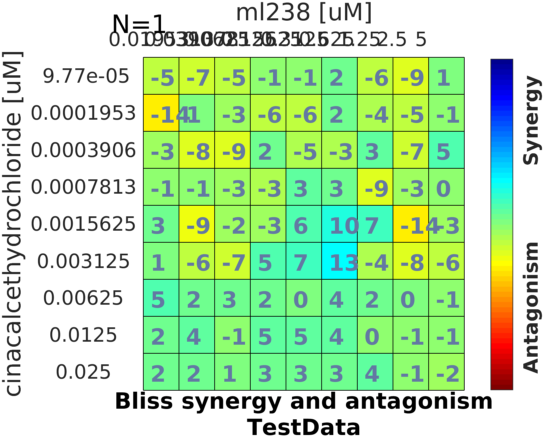 ml238 [uM]
N=1
2.5 5
9.77e-05 -5 -7 -5 -1 -1 2 -6 -9 1
0.0001953 -14 1 -3 -6 -6 2 -4 -5 -1
0.0003906 -3 -8 -9 2 -5 -3 3 -7 5
0.0007813 -1 -1 -3 -3 3 3 -9 -3 0
0.0015625 3 -9 -2 -3 6 10 7 -14 -3
0.003125 1 -6 -7 5 7 13 -4 -8 -6
0.00625 5 2 3 2 0 4 2 0 -1
0.0125 2 4 -1 5 5 4 0 -1 -1
0.025 2 2 1 3 3 3 4 -1 -2
cinacalcethydrochloride [uM]
Synergy
Antagonism
Bliss synergy and antagonism
TestData